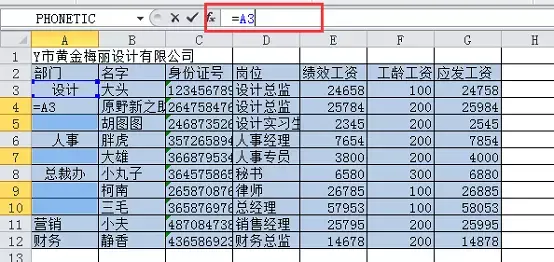 PHONETIC fx =A3
A B C D E F G H
1 Y市黄金梅丽设计有限公司
2 部门 名字 身份证号 岗位 绩效工资 工龄工资 应发工资
3 设计 大头 123456789 设计总监 24658 100 24758
4 =A3 原野新之助 264758476 设计总监 25784 200 25984
5 胡图图 246873526 设计实习生 2345 200 2545
6 人事 胖虎 357265894 人事经理 7654 200 7854
7 大雄 366879534 人事专员 3800 200 4000
8 总裁办 小丸子 364575865 秘书 6580 300 6880
9 柯南 265870876 律师 26785 100 26885
10 三毛 365876976 总经理 57953 100 58053
11 营销 小夫 487084738 销售经理 25795 200 25995
12 财务 静香 436586923 财务总监 14678 200 14878
13